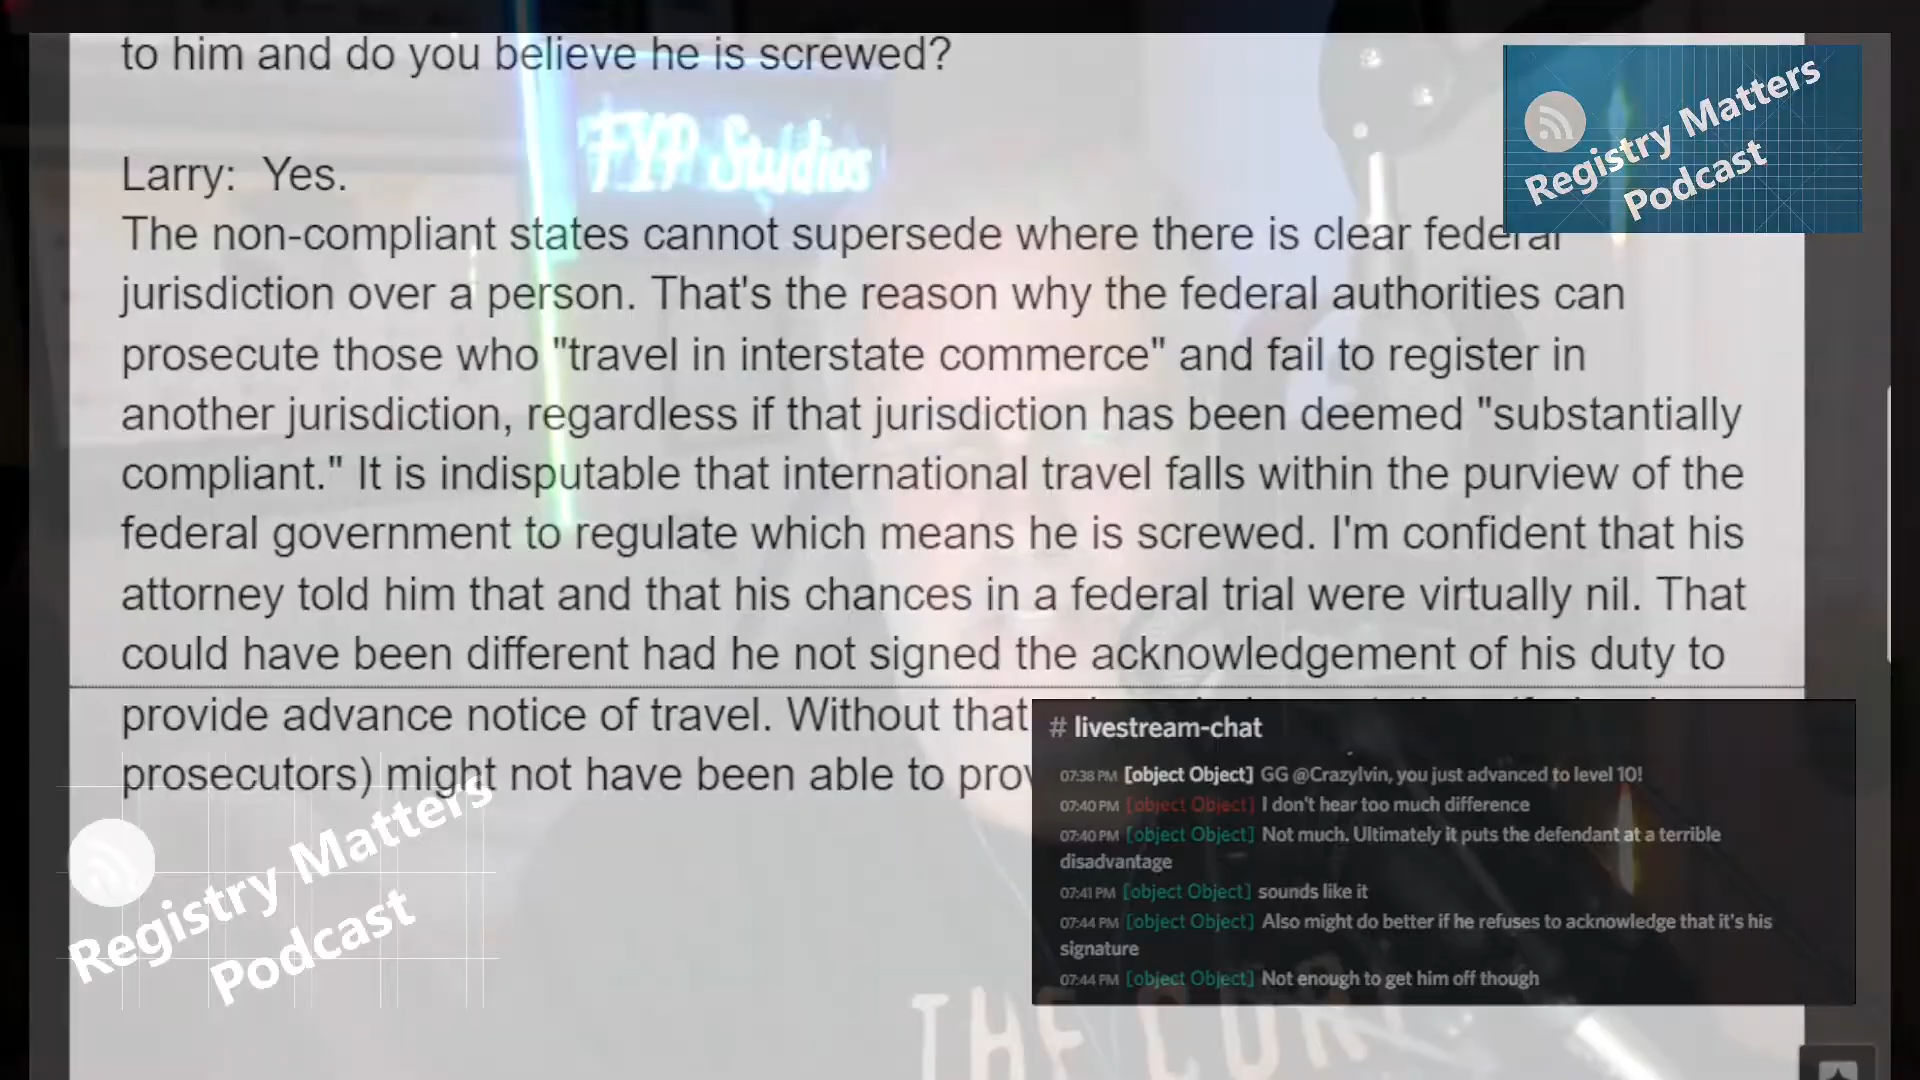 to him and do you believe he is screwed?
FYP Studios
Registry Matters
Podcast
Larry: Yes.
The non-compliant states cannot supersede where there is clear federal
jurisdiction over a person. That's the reason why the federal authorities can
prosecute those who "travel in interstate commerce" and fail to register in
another jurisdiction, regardless if that jurisdiction has been deemed "substantially
compliant." It is indisputable that international travel falls within the purview of the
federal government to regulate which means he is screwed. I'm confident that his
attorney told him that and that his chances in a federal trial were virtually nil. That
could have been different had he not signed the acknowledgement of his duty to
provide advance notice of travel. Without that
prosecutors) might not have been able to
Registry Matters
Podcast
# livestream-chat
07:38 PM [object Object] GG @CrazyIvin, you just advanced to level 10!
07:40 PM [object Object] I don't hear too much difference
07:40 PM [object Object] Not much. Ultimately it puts the defendant at a terrible
disadvantage
07:41 PM [object Object] sounds like it
07:44 PM [object Object] Also might do better if he refuses to acknowledge that it's his
signature
07:44 PM [object Object] Not enough to get him off though
THE